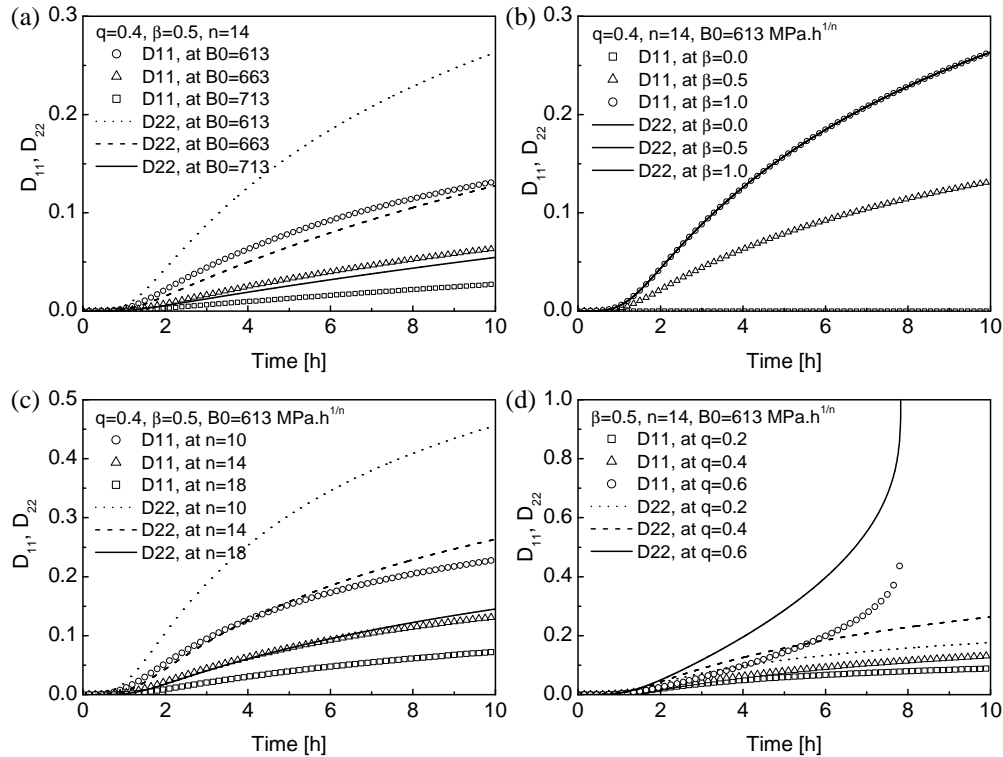 (a)
q=0.4, β=0.5, n=14
D11, at B0=613
D11, at B0=663
D11, at B0=713
D22, at B0=613
D22, at B0=663
D22, at B0=713
D11, D22
0.3
0.2
0.1
0.0
0 2 4 6 8 10
Time [h]
(b)
q=0.4, n=14, B0=613 MPa.h^1/n
D11, at β=0.0
D11, at β=0.5
D11, at β=1.0
D22, at β=0.0
D22, at β=0.5
D22, at β=1.0
D11, D22
0.3
0.2
0.1
0.0
0 2 4 6 8 10
Time [h]
(c)
q=0.4, β=0.5, B0=613 MPa.h^1/n
D11, at n=10
D11, at n=14
D11, at n=18
D22, at n=10
D22, at n=14
D22, at n=18
D11, D22
0.5
0.4
0.3
0.2
0.1
0.0
0 2 4 6 8 10
Time [h]
(d)
β=0.5, n=14, B0=613 MPa.h^1/n
D11, at q=0.2
D11, at q=0.4
D11, at q=0.6
D22, at q=0.2
D22, at q=0.4
D22, at q=0.6
D11, D22
1.0
0.8
0.6
0.4
0.2
0.0
0 2 4 6 8 10
Time [h]